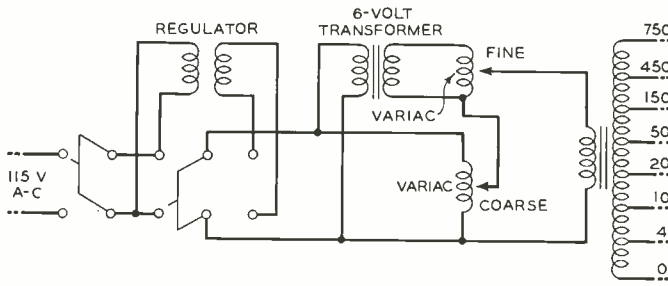 REGULATOR
6-VOLT
TRANSFORMER
FINE
VARIAC
115 V
A-C
VARIAC
COARSE
750
450
150
50
20
10
4
0